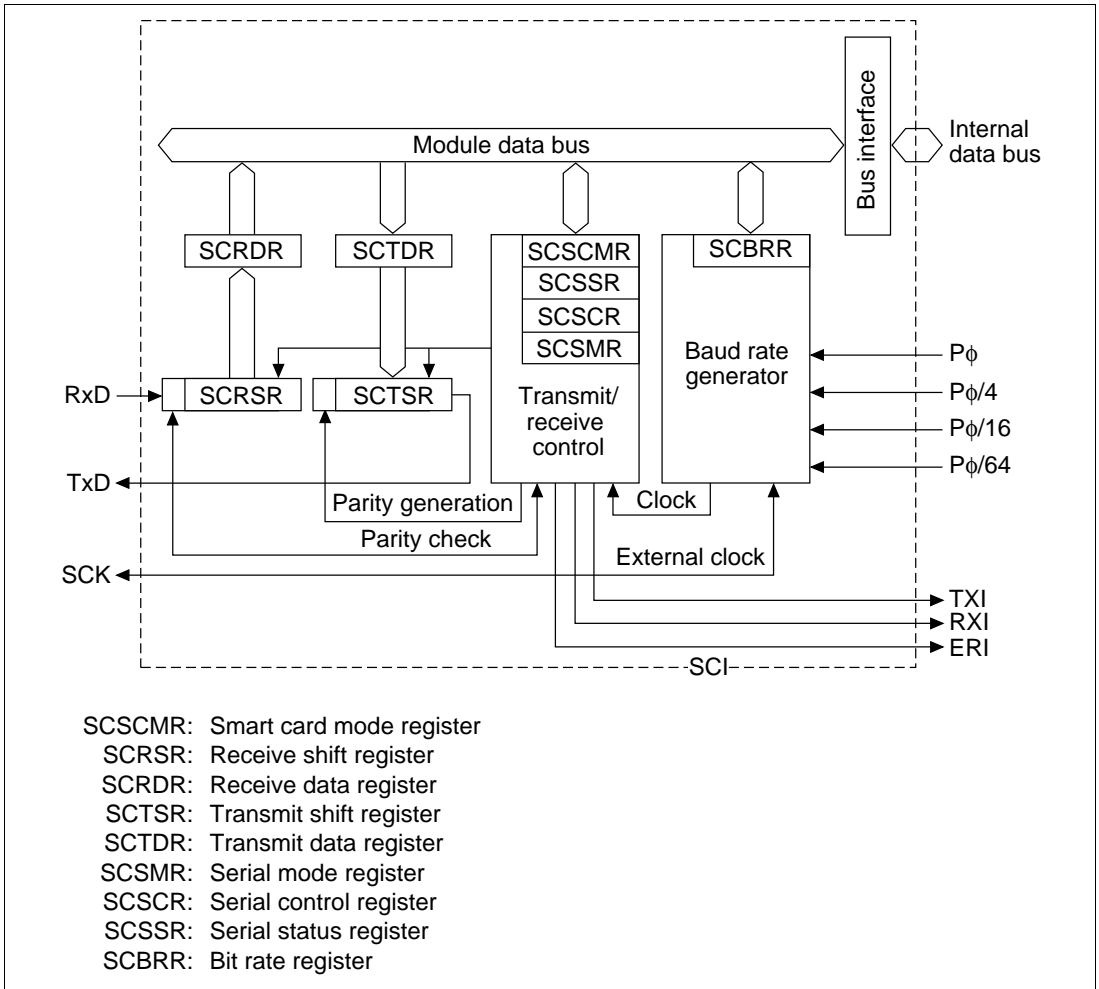 Bus interface
Internal
data bus
Module data bus
SCRDR
SCTDR
SCSCMR
SCSSR
SCSCR
SCSMR
SCBRR
Transmit/
receive
control
Baud rate
generator
Pϕ
Pϕ/4
Pϕ/16
Pϕ/64
RxD
SCRSR
SCTSR
TxD
Parity generation
Parity check
Clock
External clock
SCK
TXI
RXI
ERI
SCI
SCSCMR: Smart card mode register
SCRSR: Receive shift register
SCRDR: Receive data register
SCTSR: Transmit shift register
SCTDR: Transmit data register
SCSMR: Serial mode register
SCSCR: Serial control register
SCSSR: Serial status register
SCBRR: Bit rate register